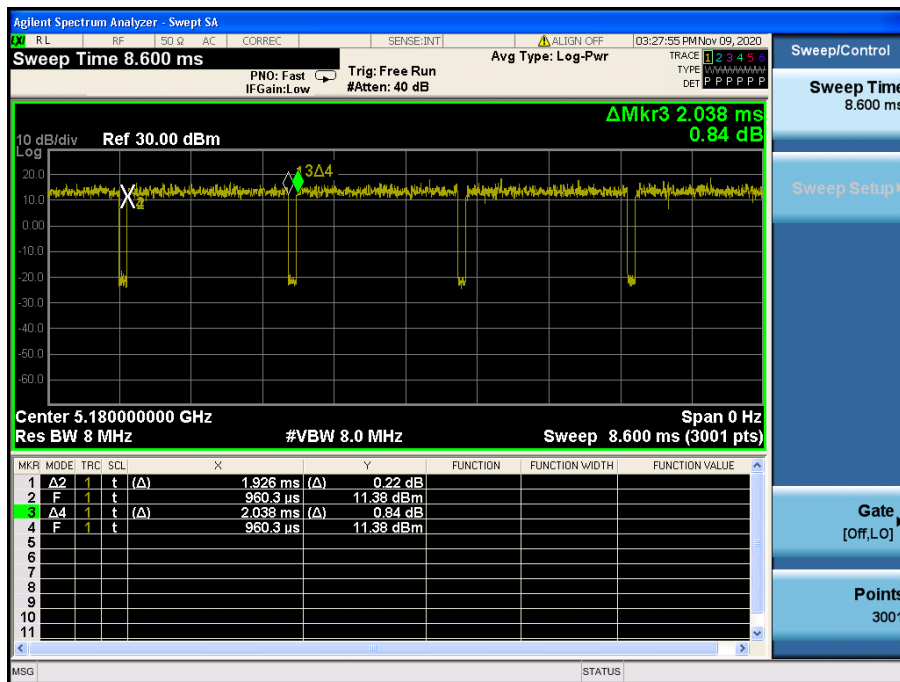 Agilent Spectrum Analyzer - Swept SA
LXI RL RF 50 Ω AC CORREC SENSE:INT ALIGN OFF 03:27:55 PM Nov 09, 2020
Sweep Time 8.600 ms
PNO: Fast
IFGain:Low
Trig: Free Run
#Atten: 40 dB
Avg Type: Log-Pwr
TRACE 1 2 3 4 5 6
TYPE WWWWWW
DET P P P P P P
ΔMkr3 2.038 ms
0.84 dB
10 dB/div Ref 30.00 dBm
Log
20.0
10.0
0.00
-10.0
-20.0
-30.0
-40.0
-50.0
-60.0
3Δ4
Center 5.180000000 GHz Span 0 Hz
Res BW 8 MHz #VBW 8.0 MHz Sweep 8.600 ms (3001 pts)
MKR MODE TRC SCL X Y FUNCTION FUNCTION WIDTH FUNCTION VALUE
1 Δ2 1 t (Δ) 1.926 ms (Δ) 0.22 dB
2 F 1 t 960.3 µs 11.38 dBm
3 Δ4 1 t (Δ) 2.038 ms (Δ) 0.84 dB
4 F 1 t 960.3 µs 11.38 dBm
5
6
7
8
9
10
11
MSG STATUS
Sweep/Control
Sweep Time
8.600 ms
Sweep Setup
Gate
[Off,LO]
Points
3001